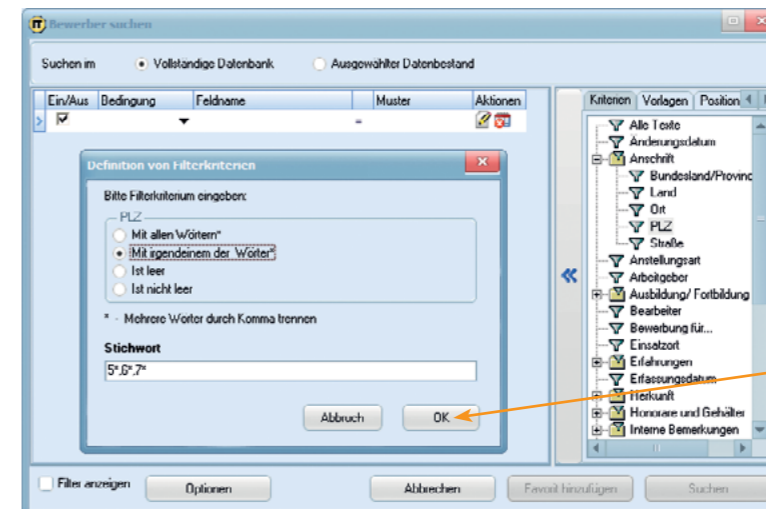 Bewerber suchen
Suchen im Vollständige Datenbank Ausgewählter Datenbestand
Ein/Aus Bedingung Feldname Muster Aktionen
=
Definition von Filterkriterien
Bitte Filterkriterium eingeben:
PLZ
Mit allen Wörtern*
Mit irgendeinem der Wörter*
Ist leer
Ist nicht leer
* - Mehrere Wörter durch Komma trennen
Stichwort
5*,6*,7*
Abbruch OK
Kriterien Vorlagen Position
Alle Texte
Änderungsdatum
Anschrift
Bundesland/Provinc
Land
Ort
PLZ
Straße
Anstellungsart
Arbeitgeber
Ausbildung/ Fortbildung
Bearbeiter
Bewerbung für...
Einsatzort
Erfahrungen
Erfassungsdatum
Herkunft
Honorare und Gehälter
Interne Bemerkungen
Filter anzeigen Optionen Abbrechen Favorit hinzufügen Suchen